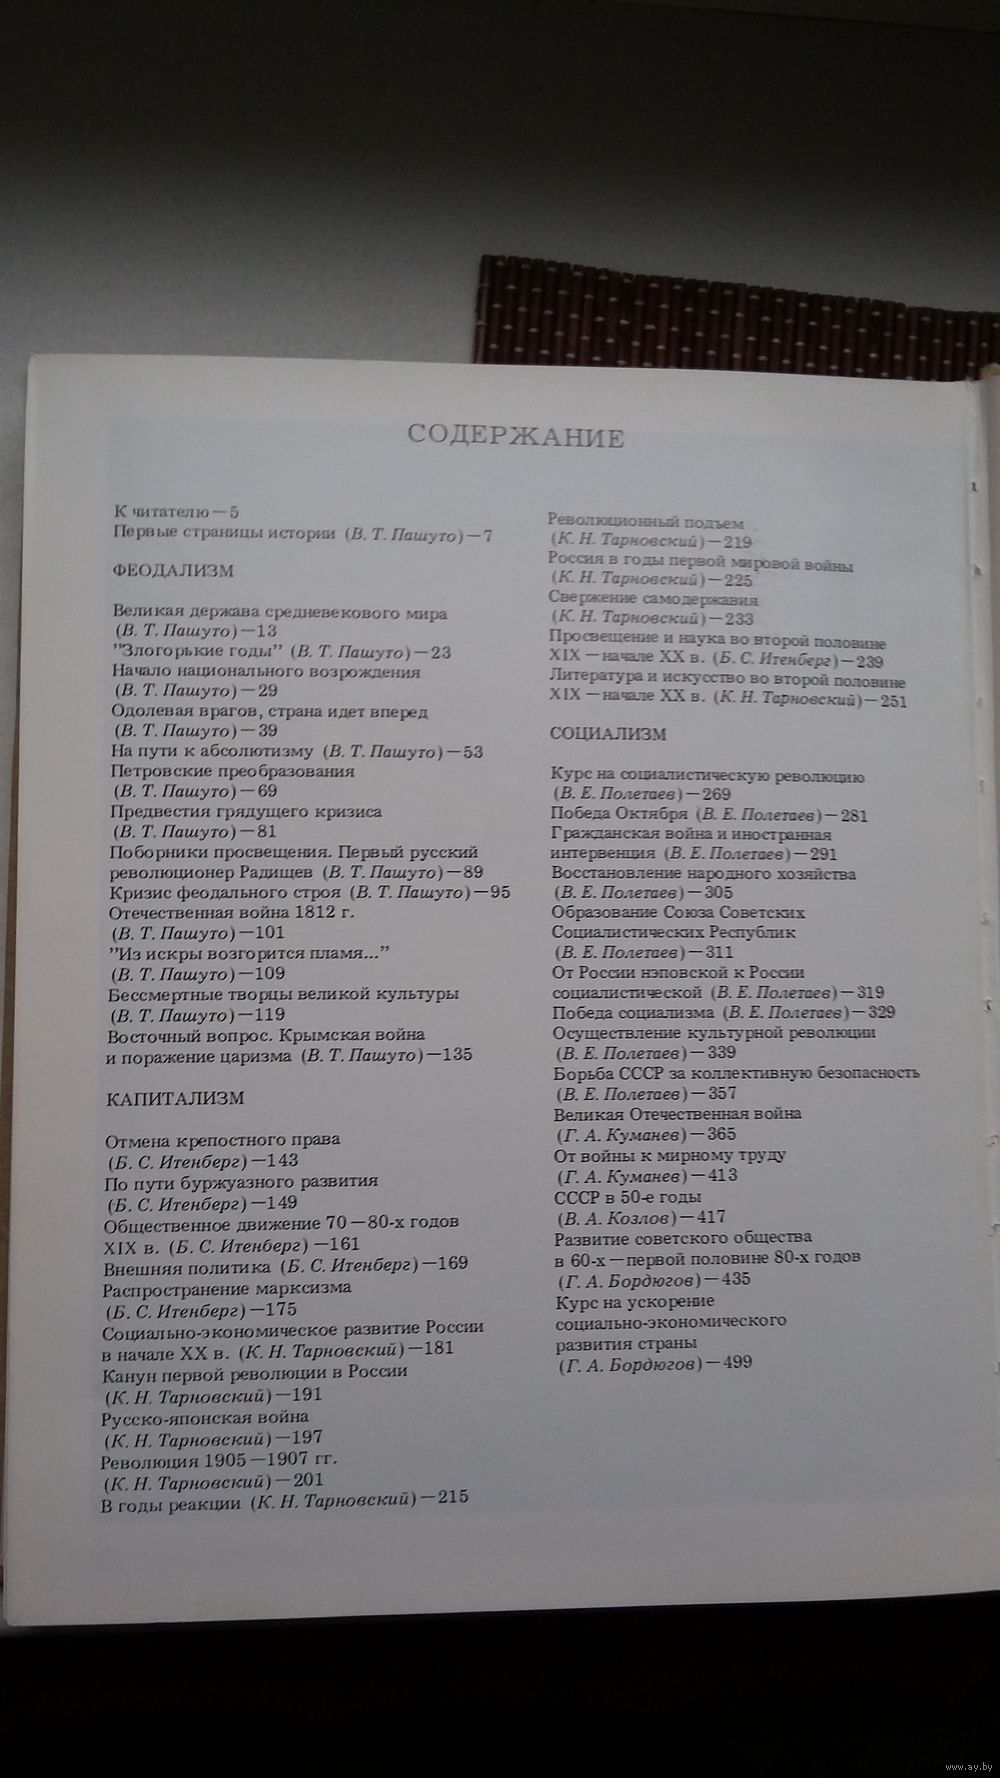 СОДЕРЖАНИЕ
К читателю — 5
Первые страницы истории (В. Т. Пашуто) — 7
ФЕОДАЛИЗМ
Великая держава средневекового мира
(В. Т. Пашуто) — 13
"Злогорькие годы" (В. Т. Пашуто) — 23
Начало национального возрождения
(В. Т. Пашуто) — 29
Одолевая врагов, страна идет вперед
(В. Т. Пашуто) — 39
На пути к абсолютизму (В. Т. Пашуто) — 53
Петровские преобразования
(В. Т. Пашуто) — 69
Предвестия грядущего кризиса
(В. Т. Пашуто) — 81
Поборники просвещения. Первый русский
революционер Радищев (В. Т. Пашуто) — 89
Кризис феодального строя (В. Т. Пашуто) — 95
Отечественная война 1812 г.
(В. Т. Пашуто) — 101
"Из искры возгорится пламя..."
(В. Т. Пашуто) — 109
Бессмертные творцы великой культуры
(В. Т. Пашуто) — 119
Восточный вопрос. Крымская война
и поражение царизма (В. Т. Пашуто) — 135
КАПИТАЛИЗМ
Отмена крепостного права
(Б. С. Итенберг) — 143
По пути буржуазного развития
(Б. С. Итенберг) — 149
Общественное движение 70 — 80-х годов
XIX в. (Б. С. Итенберг) — 161
Внешняя политика (Б. С. Итенберг) — 169
Распространение марксизма
(Б. С. Итенберг) — 175
Социально-экономическое развитие России
в начале XX в. (К. Н. Тарновский) — 181
Канун первой революции в России
(К. Н. Тарновский) — 191
Русско-японская война
(К. Н. Тарновский) — 197
Революция 1905 — 1907 гг.
(К. Н. Тарновский) — 201
В годы реакции (К. Н. Тарновский) — 215
Революционный подъем
(К. Н. Тарновский) — 219
Россия в годы первой мировой войны
(К. Н. Тарновский) — 225
Свержение самодержавия
(К. Н. Тарновский) — 233
Просвещение и наука во второй половине
XIX — начале XX в. (Б. С. Итенберг) — 239
Литература и искусство во второй половине
XIX — начале XX в. (К. Н. Тарновский) — 251
СОЦИАЛИЗМ
Курс на социалистическую революцию
(В. Е. Полетаев) — 269
Победа Октября (В. Е. Полетаев) — 281
Гражданская война и иностранная
интервенция (В. Е. Полетаев) — 291
Восстановление народного хозяйства
(В. Е. Полетаев) — 305
Образование Союза Советских
Социалистических Республик
(В. Е. Полетаев) — 311
От России нэповской к России
социалистической (В. Е. Полетаев) — 319
Победа социализма (В. Е. Полетаев) — 329
Осуществление культурной революции
(В. Е. Полетаев) — 339
Борьба СССР за коллективную безопасность
(В. Е. Полетаев) — 357
Великая Отечественная война
(Г. А. Куманев) — 365
От войны к мирному труду
(Г. А. Куманев) — 413
СССР в 50-е годы
(В. А. Козлов) — 417
Развитие советского общества
в 60-х — первой половине 80-х годов
(Г. А. Бордюгов) — 435
Курс на ускорение
социально-экономического
развития страны
(Г. А. Бордюгов) — 499
www.ay.by